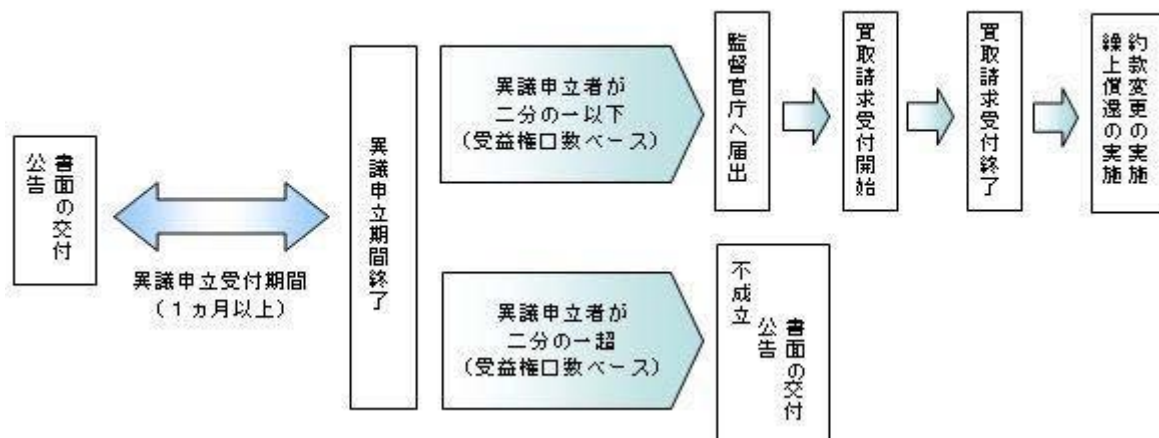 書面の交付
公告
異議申立受付期間
(1ヵ月以上)
異議申立期間終了
異議申立者が
二分の一以下
(受益権口数ベース)
監督官庁へ届出
買取請求受付開始
買取請求受付終了
約款変更の実施
繰上償還の実施
異議申立者が
二分の一超
(受益権口数ベース)
不成立
書面の交付
公告